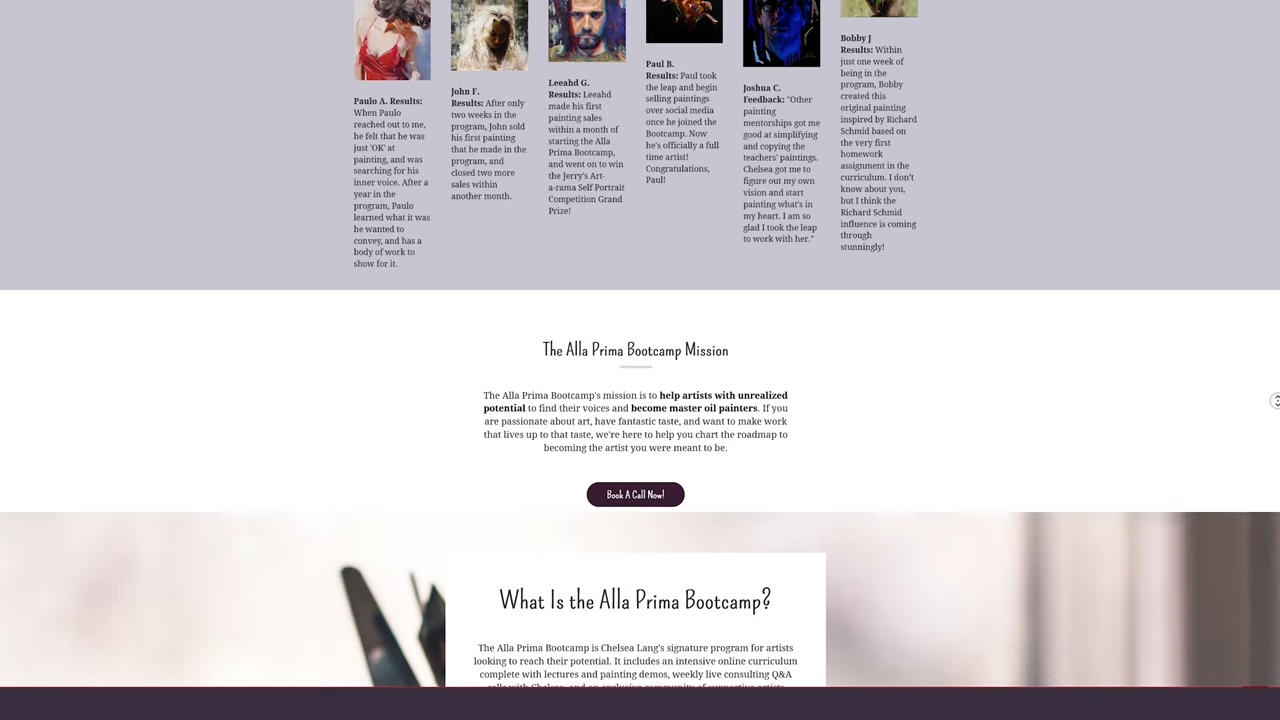 Paulo A. Results:
When Paulo
reached out to me,
he felt that he was
just 'OK' at
painting, and was
searching for his
inner voice. After a
year in the
program, Paulo
learned what it was
he wanted to
convey, and has a
body of work to
show for it.
John F.
Results: After only
two weeks in the
program, John sold
his first painting
that he made in the
program, and
closed two more
sales within
another month.
Leeahd G.
Results: Leeahd
made his first
painting sales
within a month of
starting the Alla
Prima Bootcamp,
and went on to win
the Jerry's Art-
a-rama Self Portrait
Competition Grand
Prize!
Paul B.
Results: Paul took
the leap and begin
selling paintings
over social media
once he joined the
Bootcamp. Now
he's officially a full
time artist!
Congratulations,
Paul!
Joshua C.
Feedback: "Other
painting
mentorships got me
good at simplifying
and copying the
teachers' paintings.
Chelsea got me to
figure out my own
vision and start
painting what's in
my heart. I am so
glad I took the leap
to work with her."
Bobby J
Results: Within
just one week of
being in the
program, Bobby
created this
original painting
inspired by Richard
Schmid based on
the very first
homework
assignment in the
curriculum. I don't
know about you,
but I think the
Richard Schmid
influence is coming
through
stunningly!
The Alla Prima Bootcamp Mission
The Alla Prima Bootcamp's mission is to help artists with unrealized
potential to find their voices and become master oil painters. If you
are passionate about art, have fantastic taste, and want to make work
that lives up to that taste, we're here to help you chart the roadmap to
becoming the artist you were meant to be.
Book A Call Now!
What Is the Alla Prima Bootcamp?
The Alla Prima Bootcamp is Chelsea Lang's signature program for artists
looking to reach their potential. It includes an intensive online curriculum
complete with lectures and painting demos, weekly live consulting Q&A
calls with Chelsea, and an exclusive community of supportive artists